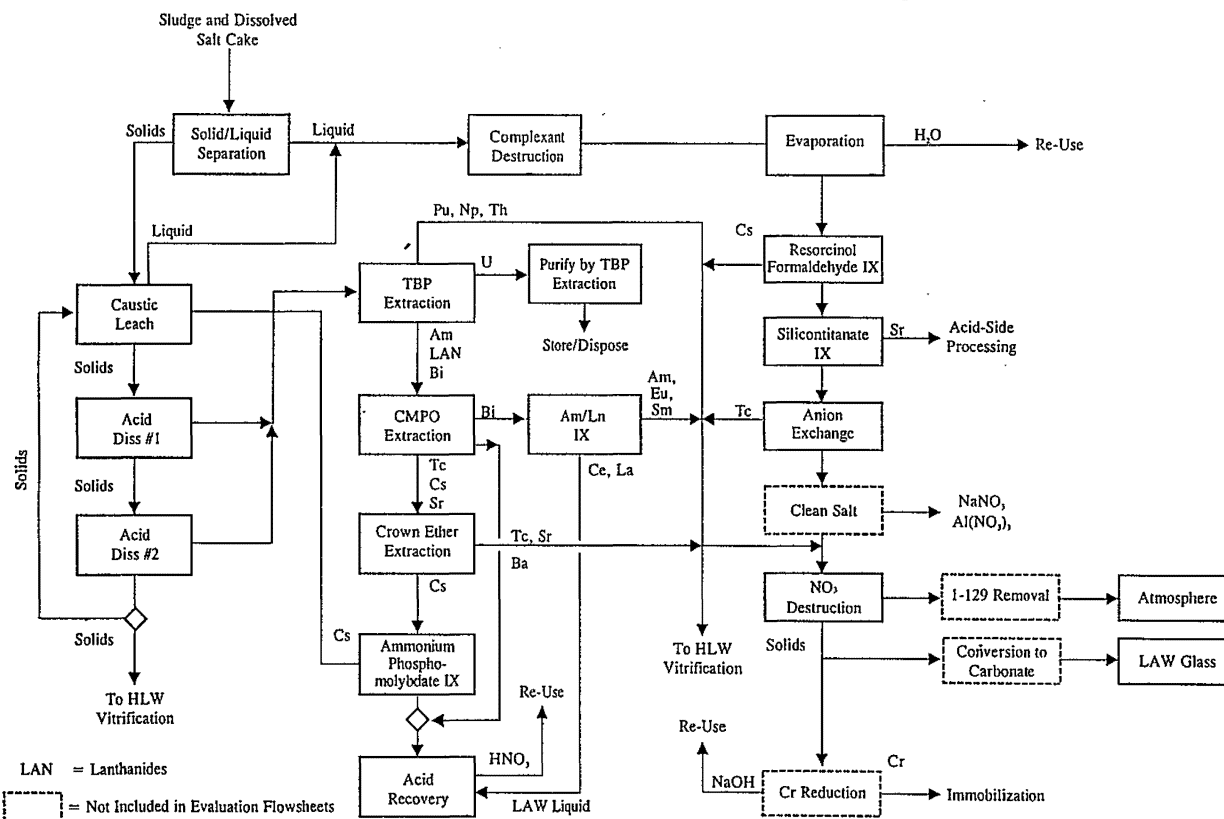 Sludge and Dissolved
Salt Cake
Solids
Solid/Liquid
Separation
Liquid
Complexant
Destruction
Evaporation
H₂O
Re-Use
Liquid
Pu, Np, Th
Cs
Resorcinol
Formaldehyde IX
Caustic
Leach
TBP
Extraction
U
Purify by TBP
Extraction
Store/Dispose
Silicontitanate
IX
Sr
Acid-Side
Processing
Solids
Am
LAN
Bi
Acid
Diss #1
CMPO
Extraction
Bi
Am/Ln
IX
Am,
Eu,
Sm
Tc
Anion
Exchange
Solids
Solids
Tc
Cs
Sr
Ce, La
Clean Salt
NaNO₃
Al(NO₃)₃
Acid
Diss #2
Crown Ether
Extraction
Tc, Sr
Ba
Cs
NO₃
Destruction
1-129 Removal
Atmosphere
Solids
Solids
Cs
Ammonium
Phospho-
molybdate IX
To HLW
Vitrification
Conversion to
Carbonate
LAW Glass
To HLW
Vitrification
Re-Use
Re-Use
LAN = Lanthanides
HNO₃
Acid
Recovery
LAW Liquid
NaOH
Cr Reduction
Cr
Immobilization
= Not Included in Evaluation Flowsheets